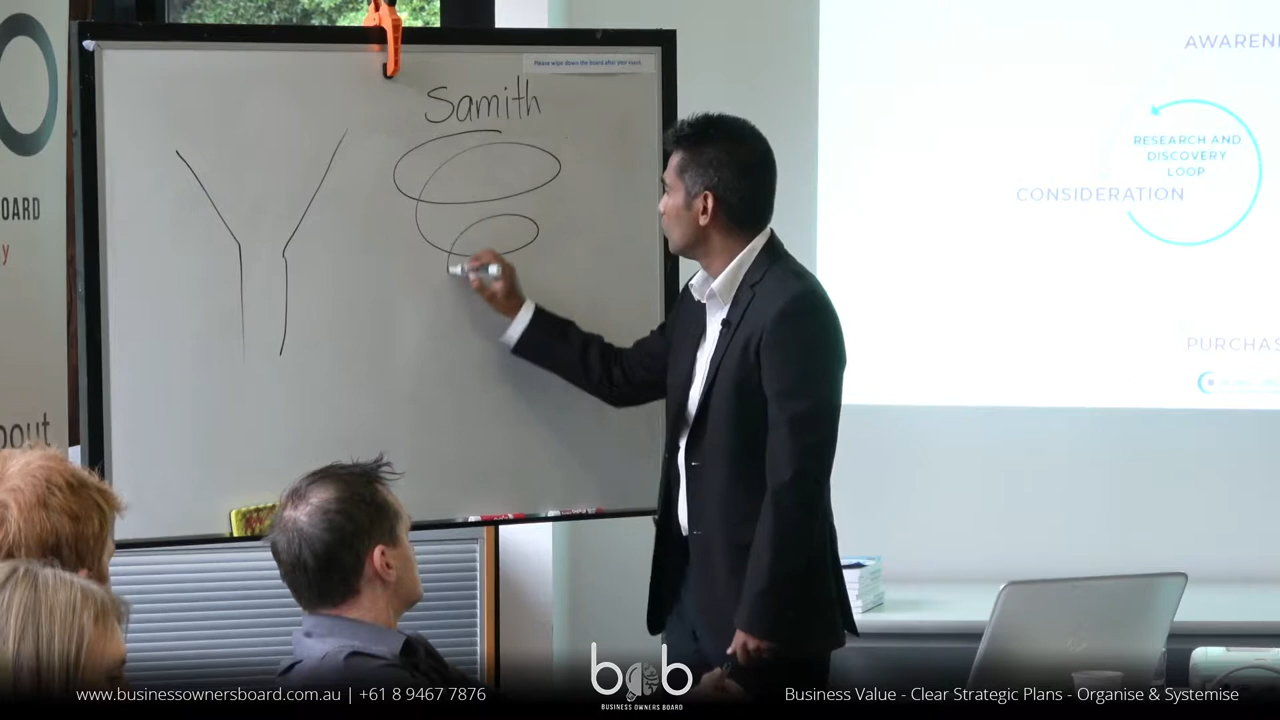 Please wipe down the board after your event.
Samith
OARD
y
bout
AWAREN
RESEARCH AND
DISCOVERY
LOOP
CONSIDERATION
PURCHAS
bob
BUSINESS OWNERS BOARD
www.businessownersboard.com.au | +61 8 9467 7876
Business Value - Clear Strategic Plans - Organise & Systemise